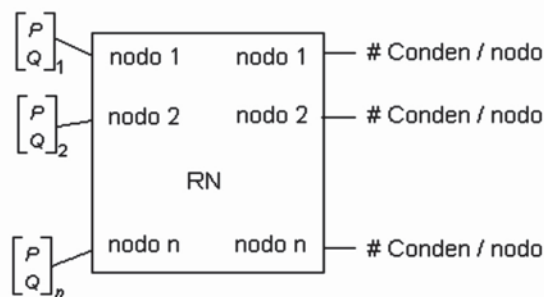 [P Q]1 nodo 1 nodo 1 # Conden / nodo
[P Q]2 nodo 2 nodo 2 # Conden / nodo
RN
[P Q]n nodo n nodo n # Conden / nodo